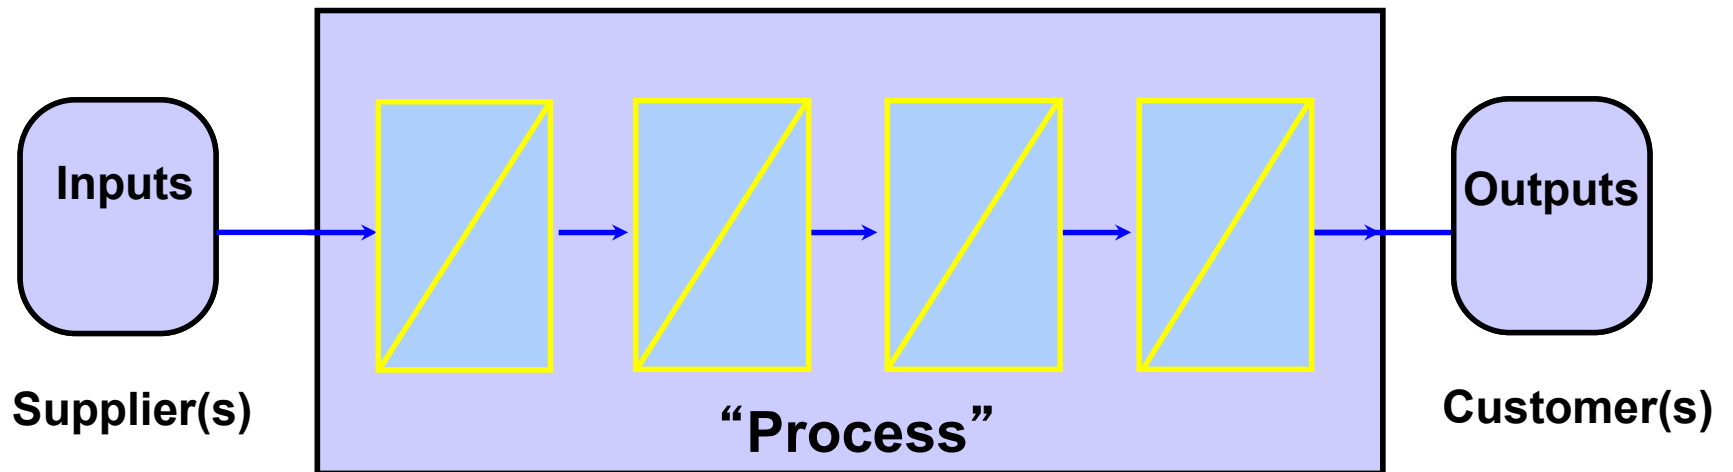 Inputs
Outputs
Supplier(s)
“Process”
Customer(s)